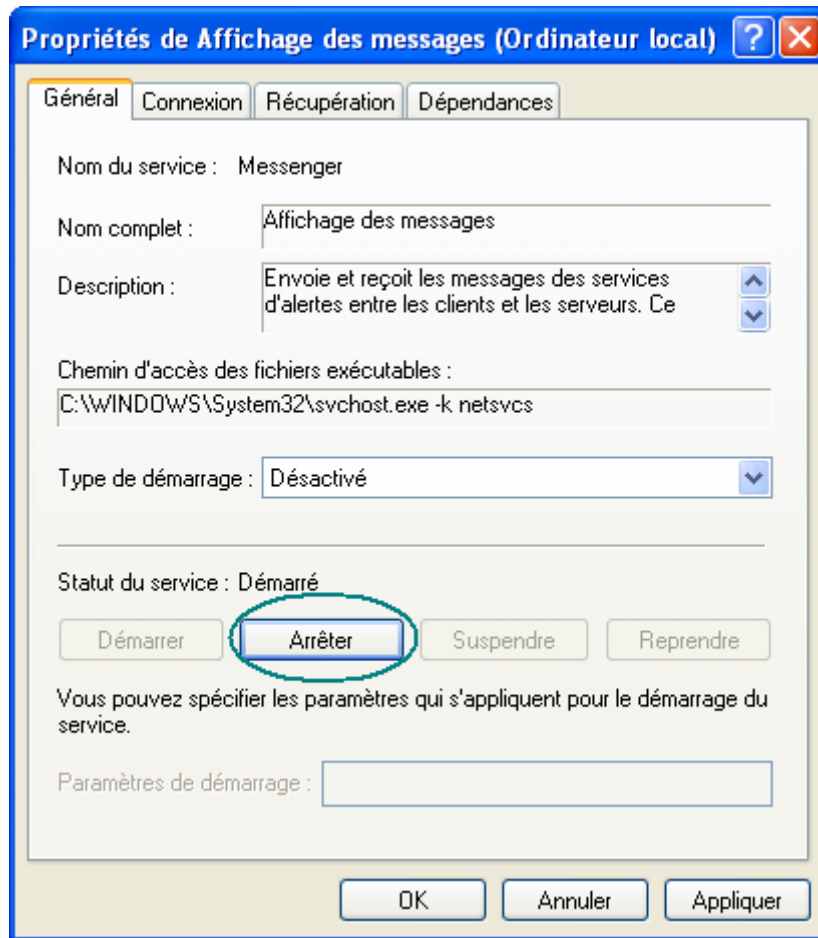 Propriétés de Affichage des messages (Ordinateur local)
Général Connexion Récupération Dépendances
Nom du service : Messenger
Nom complet : Affichage des messages
Description : Envoie et reçoit les messages des services
d'alertes entre les clients et les serveurs. Ce
Chemin d'accès des fichiers exécutables :
C:\WINDOWS\System32\svchost.exe -k netsvcs
Type de démarrage : Désactivé
Statut du service : Démarré
Démarrer Arrêter Suspendre Reprendre
Vous pouvez spécifier les paramètres qui s'appliquent pour le démarrage du
service.
Paramètres de démarrage :
OK Annuler Appliquer